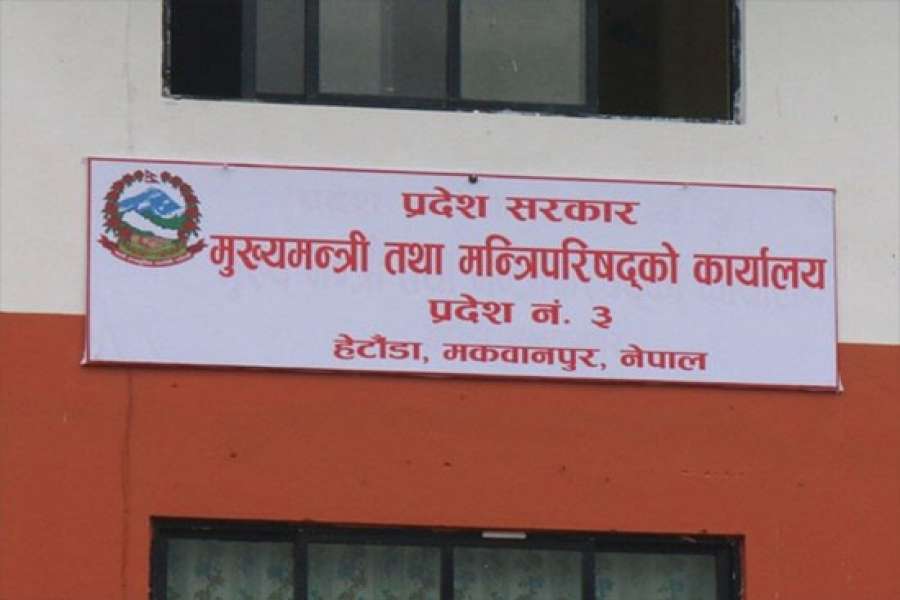 प्रदेश सरकार
मुख्यमन्त्री तथा मन्त्रिपरिषद्को कार्यालय
प्रदेश नं. ३
हेटौंडा, मकवानपुर, नेपाल